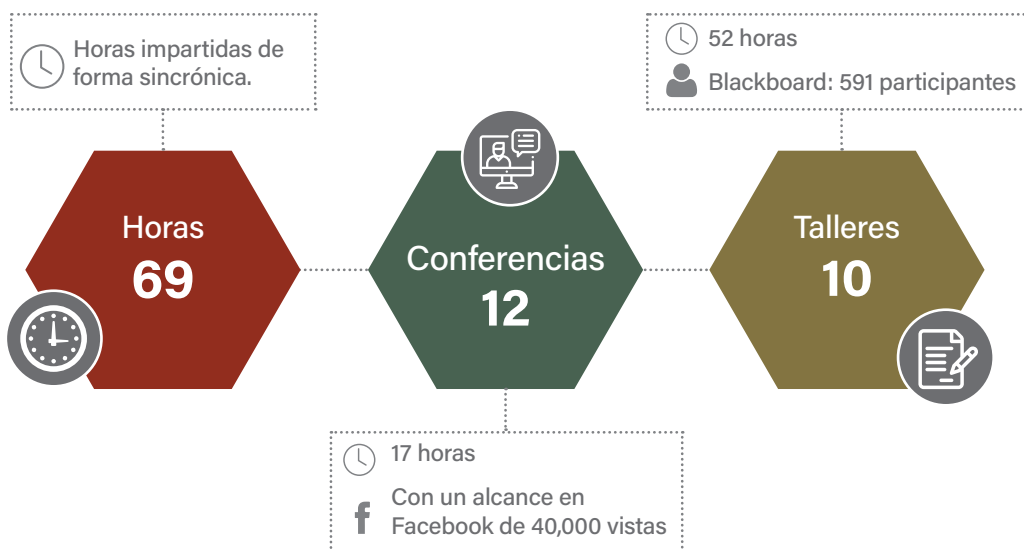 Horas impartidas de
forma sincrónica.
52 horas
Blackboard: 591 participantes
Horas
69
Conferencias
12
Talleres
10
17 horas
Con un alcance en
Facebook de 40,000 vistas